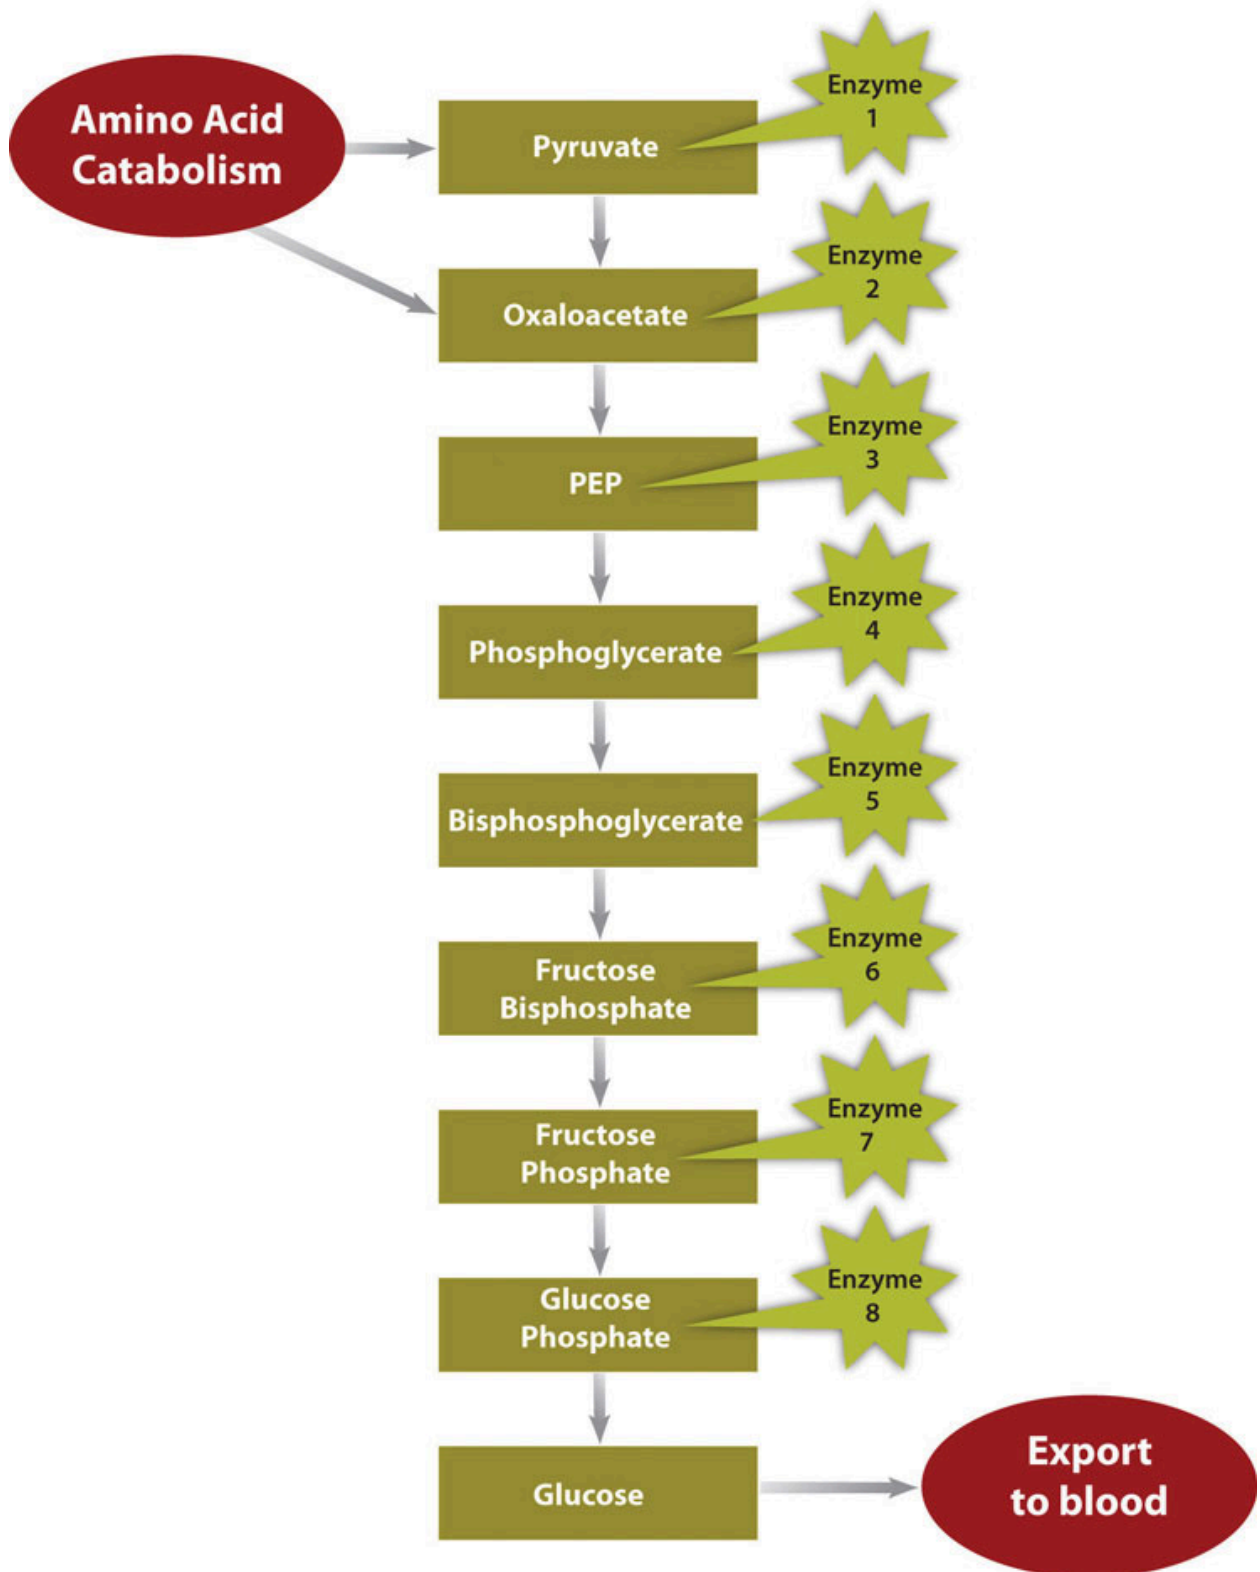 Amino Acid
Catabolism
Enzyme
1
Pyruvate
Enzyme
2
Oxaloacetate
Enzyme
3
PEP
Enzyme
4
Phosphoglycerate
Enzyme
5
Bisphosphoglycerate
Enzyme
6
Fructose
Bisphosphate
Enzyme
7
Fructose
Phosphate
Enzyme
8
Glucose
Phosphate
Glucose
Export
to blood